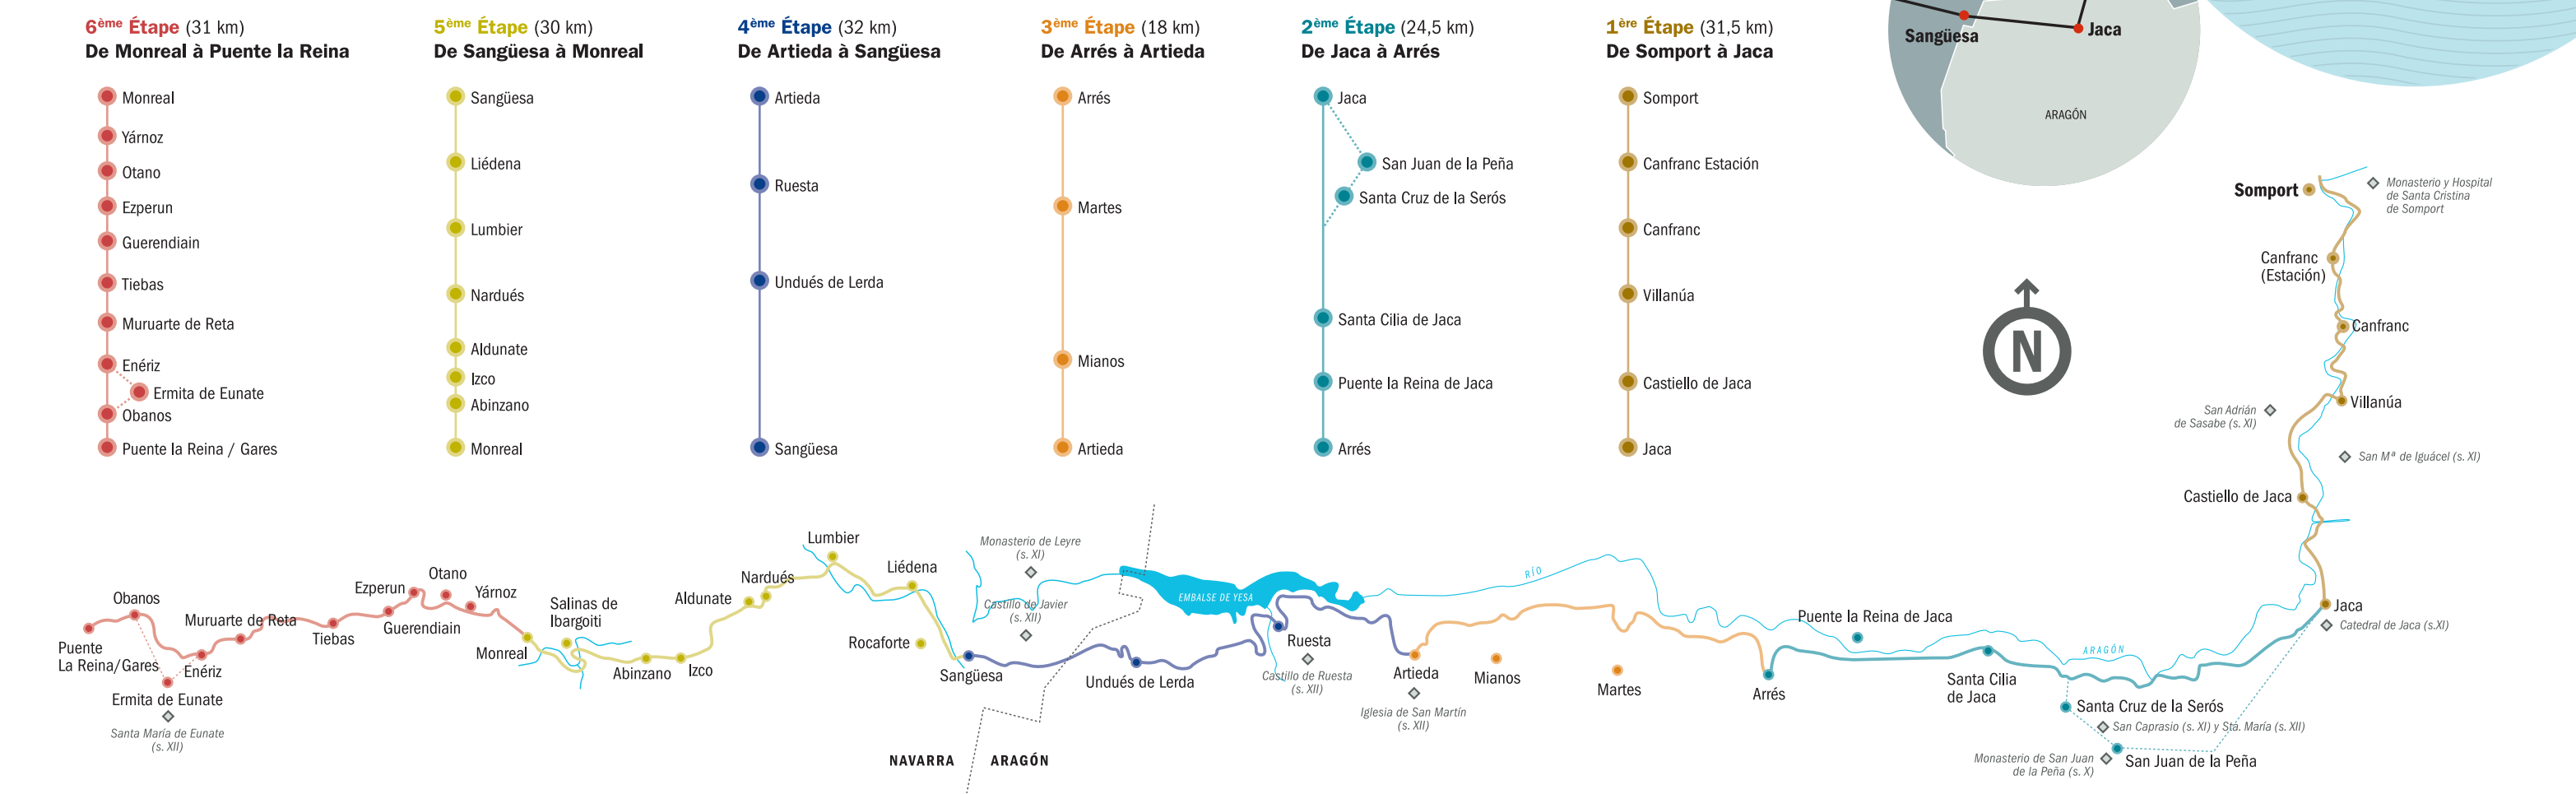 6ème Étape (31 km)
De Monreal à Puente la Reina
Monreal
Yárnoz
Otano
Ezperun
Guerendiain
Tiebas
Muruarte de Reta
Enériz
Ermita de Eunate
Obanos
Puente la Reina / Gares
5ème Étape (30 km)
De Sangüesa à Monreal
Sangüesa
Liédena
Lumbier
Nardués
Aldunate
Izco
Abinzano
Monreal
4ème Étape (32 km)
De Artieda à Sangüesa
Artieda
Ruesta
Undués de Lerda
Sangüesa
3ème Étape (18 km)
De Arrés à Artieda
Arrés
Martes
Mianos
Artieda
2ème Étape (24,5 km)
De Jaca à Arrés
Jaca
San Juan de la Peña
Santa Cruz de la Serós
Santa Cilia de Jaca
Puente la Reina de Jaca
Arrés
1ère Étape (31,5 km)
De Somport à Jaca
Somport
Canfranc Estación
Canfranc
Villanúa
Castiello de Jaca
Jaca
Sangüesa
Jaca
ARAGÓN
N
Somport
Monasterio y Hospital
de Santa Cristina
de Somport
Canfranc
(Estación)
Canfranc
Villanúa
San Adrián
de Sasabe (s. XI)
San Mª de Iguácel (s. XI)
Castiello de Jaca
Jaca
Catedral de Jaca (s.XI)
Puente la Reina de Jaca
ARAGÓN
RÍO
Santa Cilia
de Jaca
Santa Cruz de la Serós
San Caprasio (s. XI) y Sta. María (s. XII)
Monasterio de San Juan
de la Peña (s. X)
San Juan de la Peña
Arrés
Martes
Mianos
Artieda
Iglesia de San Martín
(s. XII)
Ruesta
Castillo de Ruesta
(s. XII)
EMBALSE DE YESA
Undués de Lerda
Monasterio de Leyre
(s. XI)
Castillo de Javier
(s. XII)
Sangüesa
NAVARRA
ARAGÓN
Rocaforte
Liédena
Lumbier
Nardués
Aldunate
Izco
Abinzano
Salinas de
Ibargoiti
Monreal
Yárnoz
Otano
Ezperun
Guerendiain
Tiebas
Muruarte de Reta
Enériz
Obanos
Puente
La Reina/Gares
Ermita de Eunate
Santa María de Eunate
(s. XII)